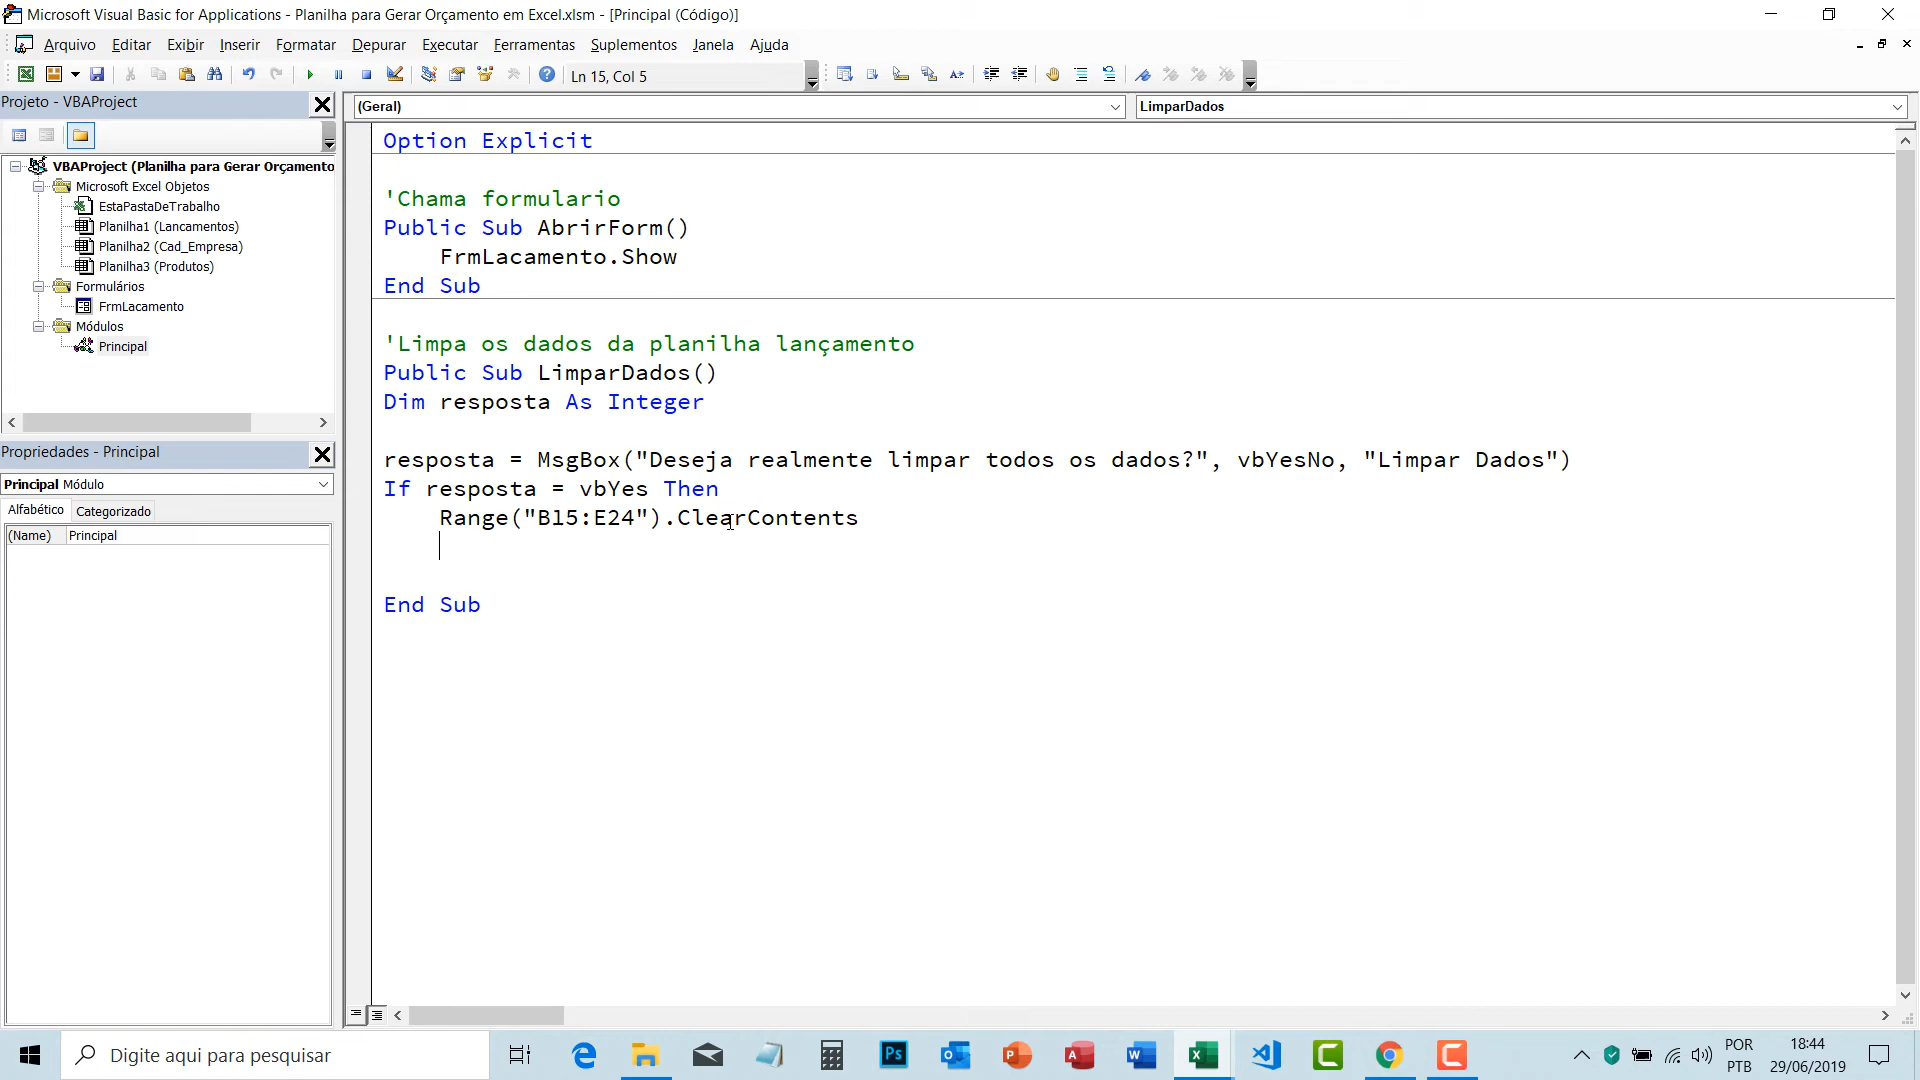 Microsoft Visual Basic for Applications - Planilha para Gerar Orçamento em Excel.xlsm - [Principal (Código)]
Arquivo Editar Exibir Inserir Formatar Depurar Executar Ferramentas Suplementos Janela Ajuda
Ln 15, Col 5
Projeto - VBAProject
VBAProject (Planilha para Gerar Orçamento
Microsoft Excel Objetos
EstaPastaDeTrabalho
Planilha1 (Lancamentos)
Planilha2 (Cad_Empresa)
Planilha3 (Produtos)
Formulários
FrmLacamento
Módulos
Principal
Propriedades - Principal
Principal Módulo
Alfabético Categorizado
(Name) Principal
(Geral) LimparDados
Option Explicit
'Chama formulario
Public Sub AbrirForm()
FrmLacamento.Show
End Sub
'Limpa os dados da planilha lançamento
Public Sub LimparDados()
Dim resposta As Integer
resposta = MsgBox("Deseja realmente limpar todos os dados?", vbYesNo, "Limpar Dados")
If resposta = vbYes Then
Range("B15:E24").ClearContents
End Sub
Digite aqui para pesquisar
POR
PTB
18:44
29/06/2019